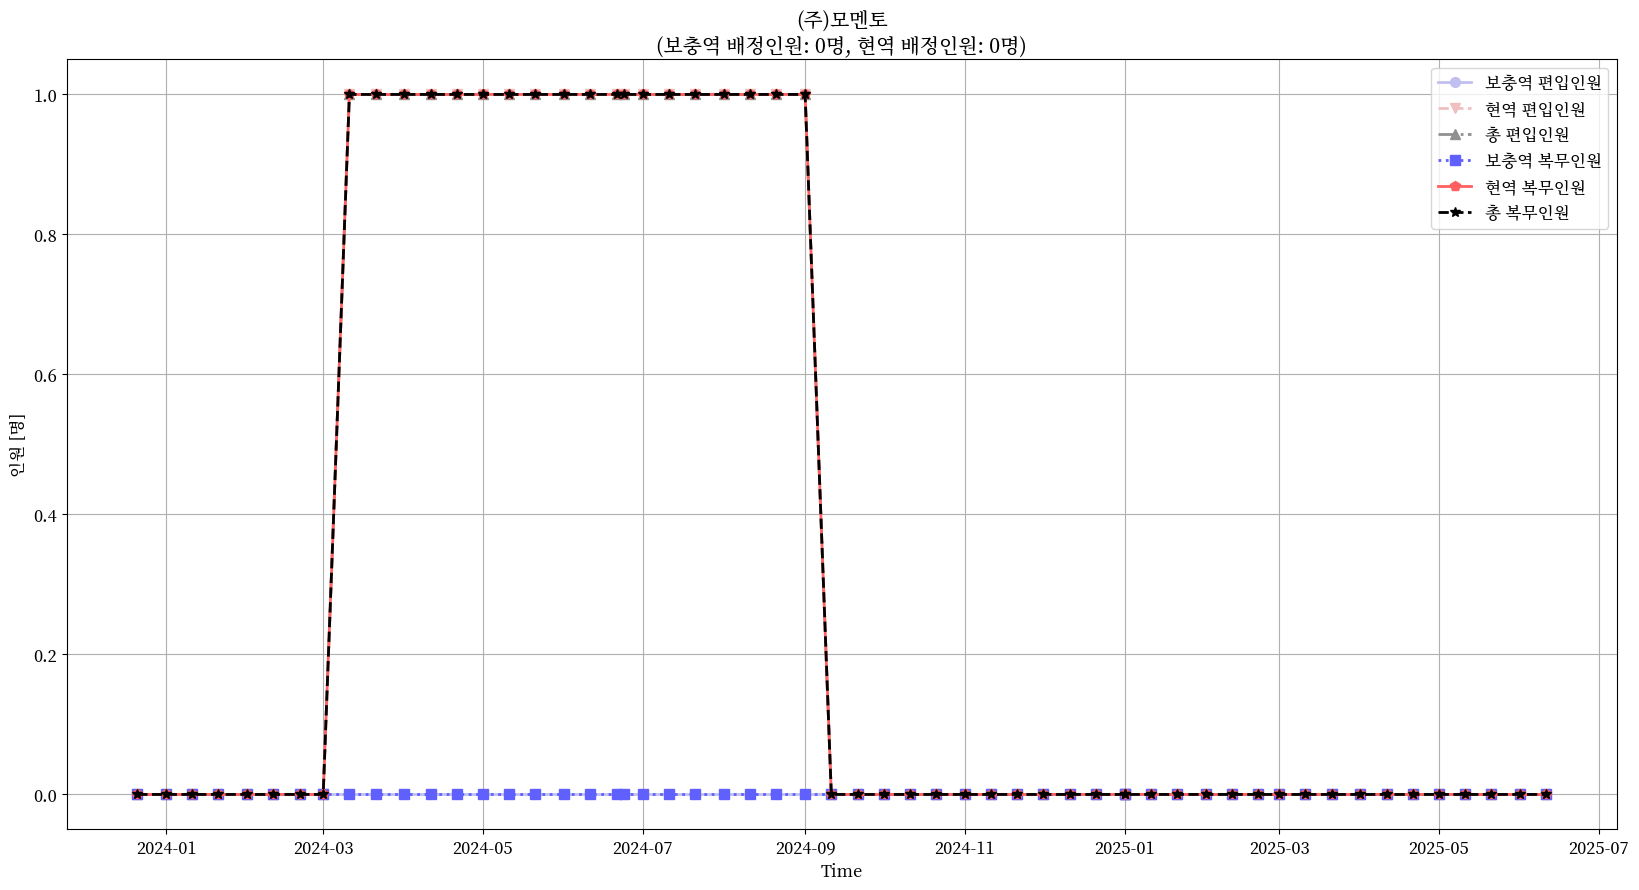 (주)모멘토
(보충역 배정인원: 0명, 현역 배정인원: 0명)
보충역 편입인원
현역 편입인원
총 편입인원
보충역 복무인원
현역 복무인원
총 복무인원
인원 [명]
1.0
0.8
0.6
0.4
0.2
0.0
2024-01 2024-03 2024-05 2024-07 2024-09 2024-11 2025-01 2025-03 2025-05 2025-07
Time